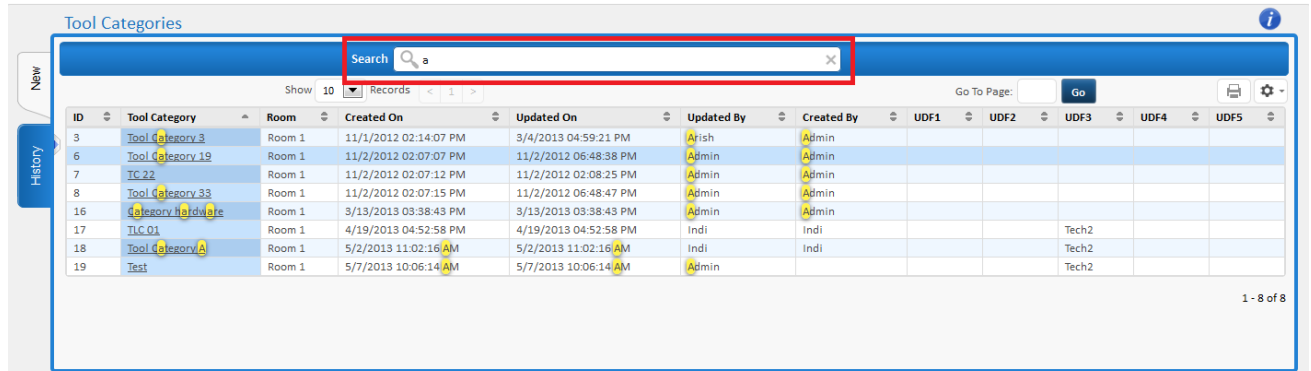 Tool Categories
Search a
New
Show 10 Records < 1 > Go To Page: Go
ID Tool Category Room Created On Updated On Updated By Created By UDF1 UDF2 UDF3 UDF4 UDF5
3 Tool Category 3 Room 1 11/1/2012 02:14:07 PM 3/4/2013 04:59:21 PM Arish Admin
6 Tool Category 19 Room 1 11/2/2012 02:07:07 PM 11/2/2012 06:48:38 PM Admin Admin
7 TC 22 Room 1 11/2/2012 02:07:12 PM 11/2/2012 02:08:25 PM Admin Admin
History
8 Tool Category 33 Room 1 11/2/2012 02:07:15 PM 11/2/2012 06:48:47 PM Admin Admin
16 Category hardware Room 1 3/13/2013 03:38:43 PM 3/13/2013 03:38:43 PM Admin Admin
17 TLC 01 Room 1 4/19/2013 04:52:58 PM 4/19/2013 04:52:58 PM Indi Indi Tech2
18 Tool Category A Room 1 5/2/2013 11:02:16 AM 5/2/2013 11:02:16 AM Indi Indi Tech2
19 Test Room 1 5/7/2013 10:06:14 AM 5/7/2013 10:06:14 AM Admin Tech2
1 - 8 of 8